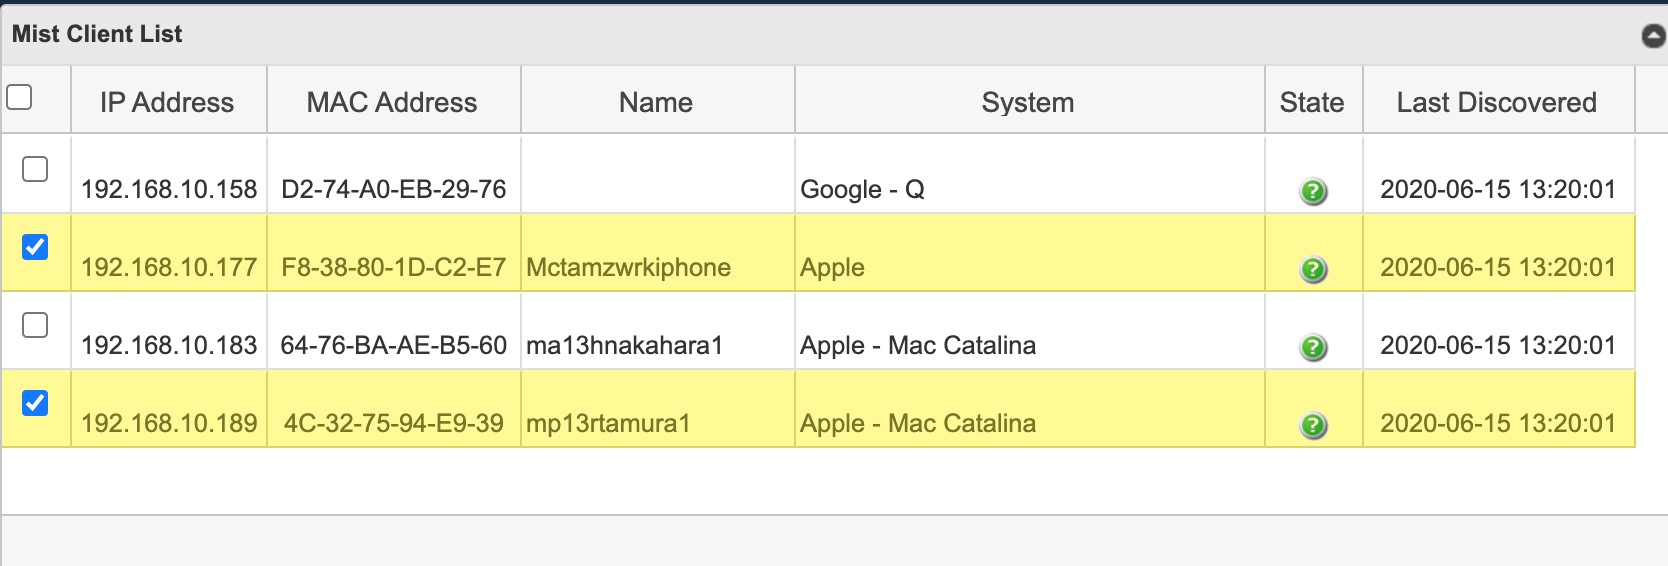 Mist Client List
IP Address MAC Address Name System State Last Discovered
192.168.10.158 D2-74-A0-EB-29-76 Google - Q ? 2020-06-15 13:20:01
192.168.10.177 F8-38-80-1D-C2-E7 Mctamzwrkiphone Apple ? 2020-06-15 13:20:01
192.168.10.183 64-76-BA-AE-B5-60 ma13hnakahara1 Apple - Mac Catalina ? 2020-06-15 13:20:01
192.168.10.189 4C-32-75-94-E9-39 mp13rtamura1 Apple - Mac Catalina ? 2020-06-15 13:20:01